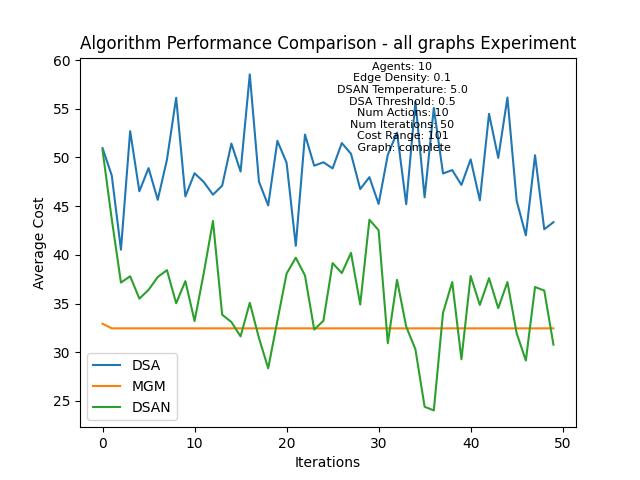 Algorithm Performance Comparison - all graphs Experiment
Agents: 10
Edge Density: 0.1
DSAN Temperature: 5.0
DSA Threshold: 0.5
Num Actions: 10
Num Iterations: 50
Cost Range: 101
Graph: complete
Average Cost
60
55
50
45
40
35
30
25
DSA
MGM
DSAN
0
10
20
30
40
50
Iterations